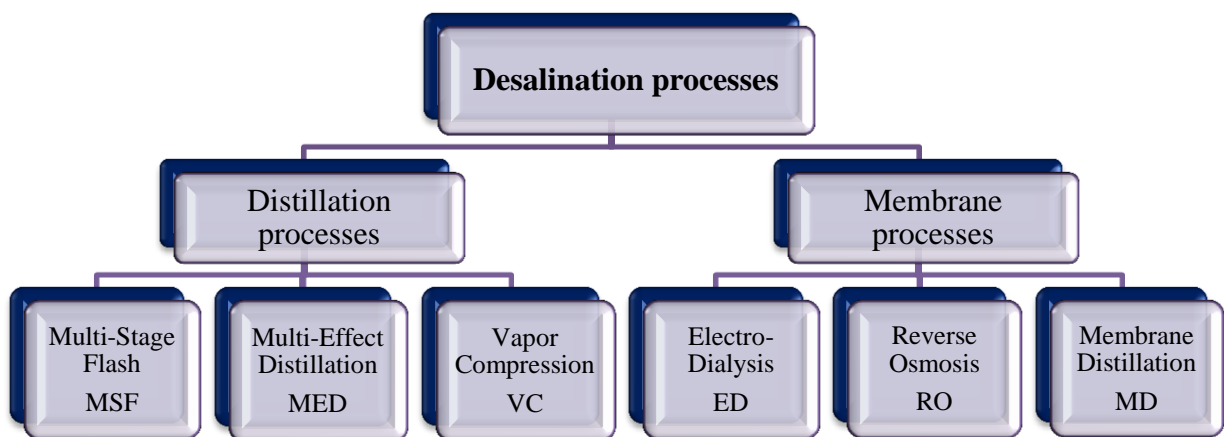 Desalination processes
Distillation
processes
Membrane
processes
Multi-Stage
Flash
MSF
Multi-Effect
Distillation
MED
Vapor
Compression
VC
Electro-
Dialysis
ED
Reverse
Osmosis
RO
Membrane
Distillation
MD